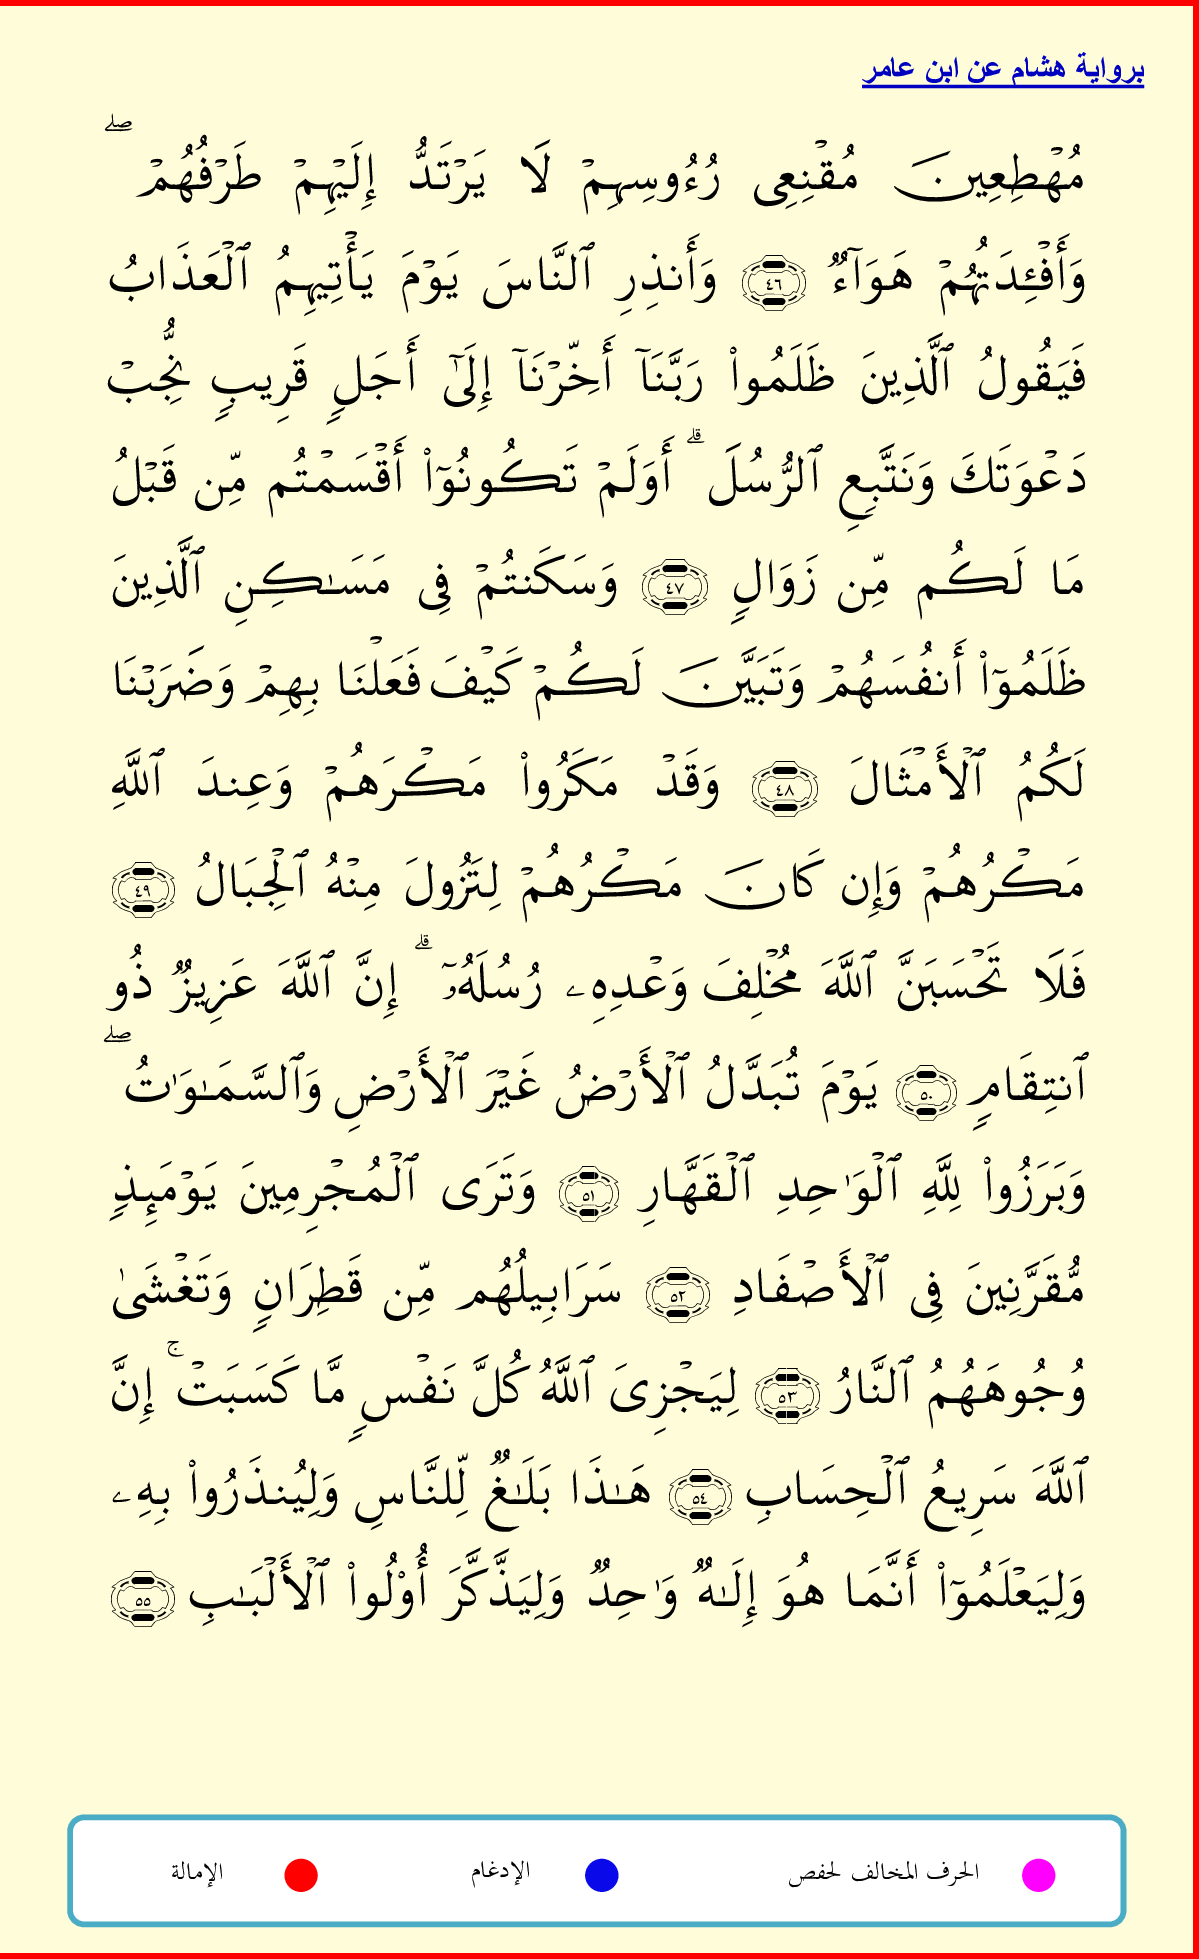 برواية هشام عن ابن عامر
مُهْطِعِينَ مُقْنِعِى رُءُوسِهِمْ لَا يَرْتَدُّ إِلَيْهِمْ طَرْفُهُمْ ۖ
وَأَفْـِٔدَتُهُمْ هَوَآءٌ ٤٦ وَأَنذِرِ ٱلنَّاسَ يَوْمَ يَأْتِيهِمُ ٱلْعَذَابُ
فَيَقُولُ ٱلَّذِينَ ظَلَمُوا۟ رَبَّنَآ أَخِّرْنَآ إِلَىٰٓ أَجَلٍ قَرِيبٍ نُّجِبْ
دَعْوَتَكَ وَنَتَّبِعِ ٱلرُّسُلَ ۗ أَوَلَمْ تَكُونُوٓا۟ أَقْسَمْتُم مِّن قَبْلُ
مَا لَكُم مِّن زَوَالٍ ٤٧ وَسَكَنتُمْ فِى مَسَـٰكِنِ ٱلَّذِينَ
ظَلَمُوٓا۟ أَنفُسَهُمْ وَتَبَيَّنَ لَكُمْ كَيْفَ فَعَلْنَا بِهِمْ وَضَرَبْنَا
لَكُمُ ٱلْأَمْثَالَ ٤٨ وَقَدْ مَكَرُوا۟ مَكْرَهُمْ وَعِندَ ٱللَّهِ
مَكْرُهُمْ وَإِن كَانَ مَكْرُهُمْ لِتَزُولَ مِنْهُ ٱلْجِبَالُ ٤٩
فَلَا تَحْسَبَنَّ ٱللَّهَ مُخْلِفَ وَعْدِهِۦ رُسُلَهُۥٓ ۗ إِنَّ ٱللَّهَ عَزِيزٌ ذُو
ٱنتِقَامٍ ٥٠ يَوْمَ تُبَدَّلُ ٱلْأَرْضُ غَيْرَ ٱلْأَرْضِ وَٱلسَّمَـٰوَٰتُ ۖ
وَبَرَزُوا۟ لِلَّهِ ٱلْوَٰحِدِ ٱلْقَهَّارِ ٥١ وَتَرَى ٱلْمُجْرِمِينَ يَوْمَئِذٍ
مُّقَرَّنِينَ فِى ٱلْأَصْفَادِ ٥٢ سَرَابِيلُهُم مِّن قَطِرَانٍ وَتَغْشَىٰ
وُجُوهَهُمُ ٱلنَّارُ ٥٣ لِيَجْزِىَ ٱللَّهُ كُلَّ نَفْسٍ مَّا كَسَبَتْ ۚ إِنَّ
ٱللَّهَ سَرِيعُ ٱلْحِسَابِ ٥٤ هَـٰذَا بَلَـٰغٌ لِّلنَّاسِ وَلِيُنذَرُوا۟ بِهِۦ
وَلِيَعْلَمُوٓا۟ أَنَّمَا هُوَ إِلَـٰهٌ وَٰحِدٌ وَلِيَذَّكَّرَ أُو۟لُوا۟ ٱلْأَلْبَـٰبِ ٥٥
الحرف المخالف لحفص الإدغام الإمالة